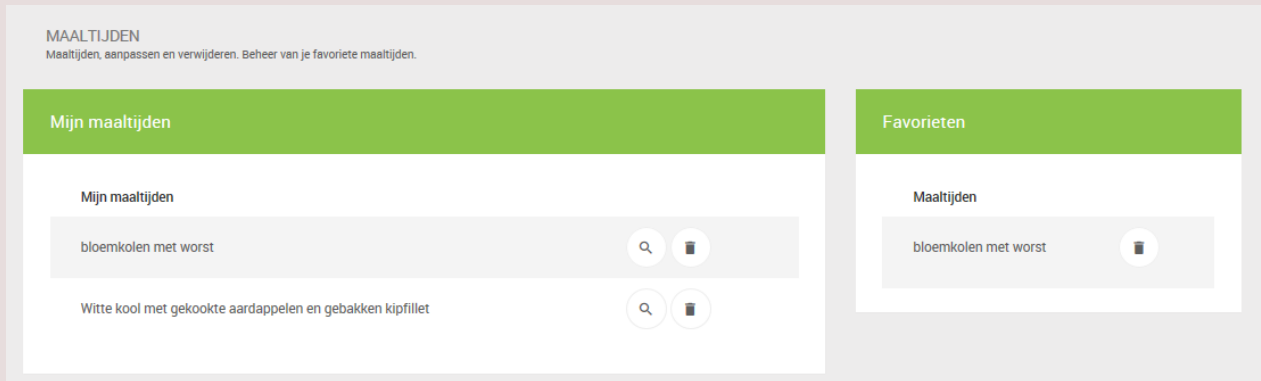 MAALTIJDEN
Maaltijden, aanpassen en verwijderen. Beheer van je favoriete maaltijden.
Mijn maaltijden
Mijn maaltijden
bloemkolen met worst
Witte kool met gekookte aardappelen en gebakken kipfillet
Favorieten
Maaltijden
bloemkolen met worst